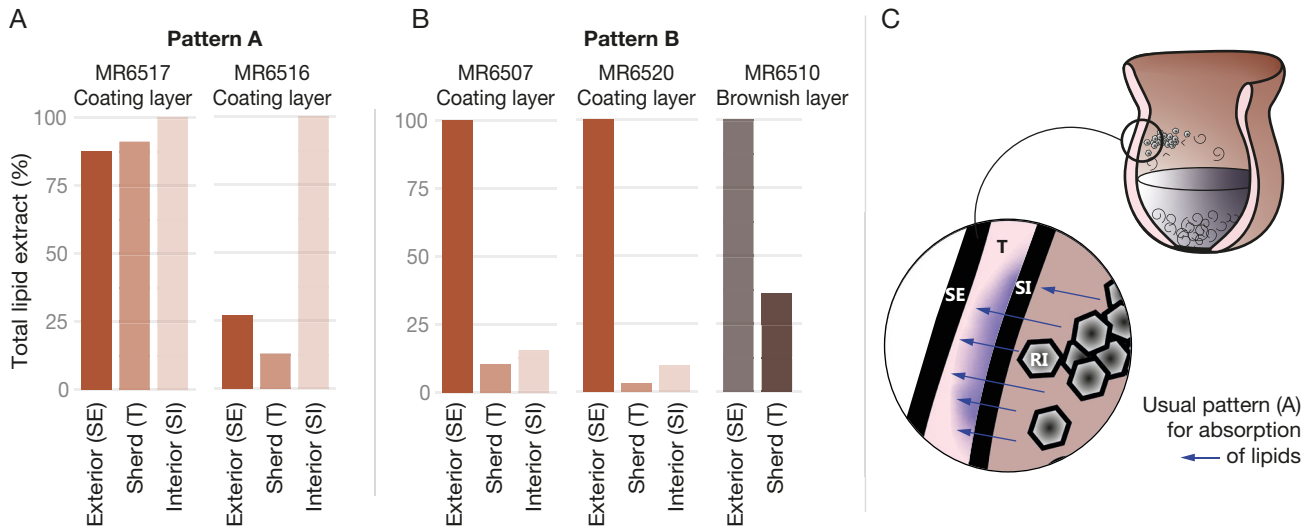 A
Pattern A
MR6517
Coating layer
MR6516
Coating layer
Total lipid extract (%)
100
75
50
25
0
Exterior (SE)
Sherd (T)
Interior (SI)
Exterior (SE)
Sherd (T)
Interior (SI)
B
Pattern B
MR6507
Coating layer
MR6520
Coating layer
MR6510
Brownish layer
100
75
50
25
0
Exterior (SE)
Sherd (T)
Interior (SI)
Exterior (SE)
Sherd (T)
Interior (SI)
Exterior (SE)
Sherd (T)
C
T
SE
SI
RI
Usual pattern (A)
for absorption
of lipids